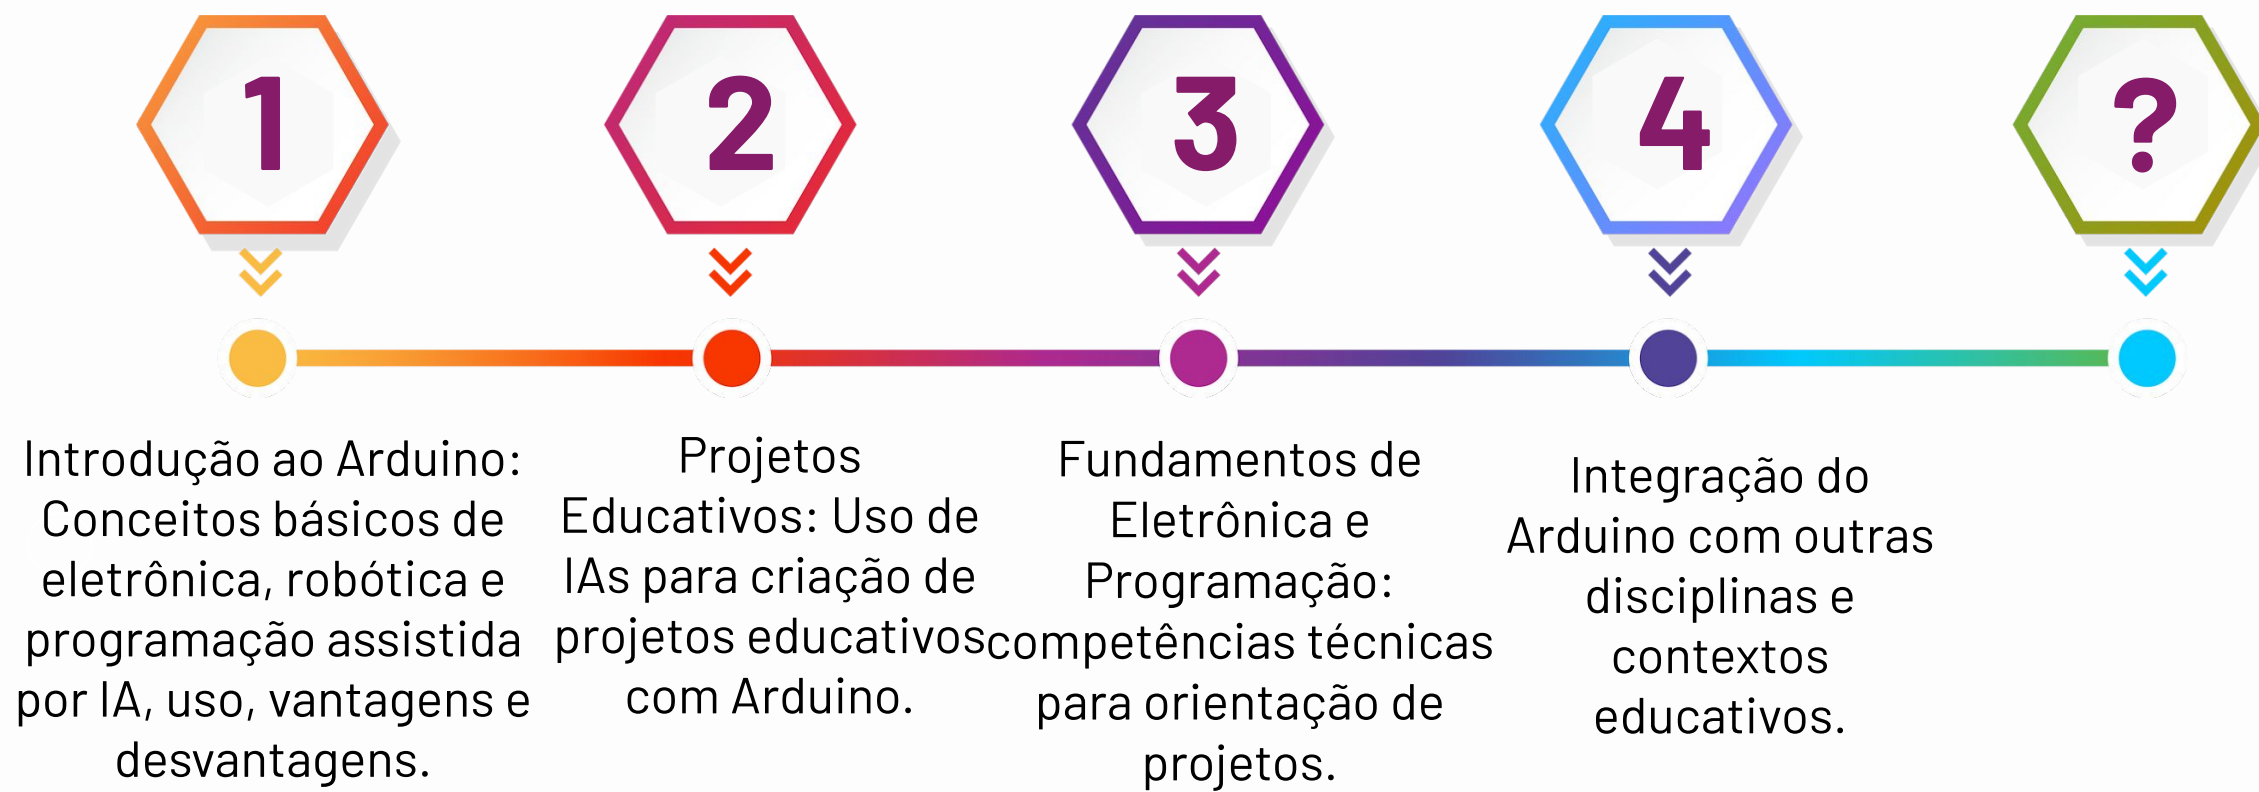 1
2
3
4
?
Introdução ao Arduino:
Conceitos básicos de
eletrônica, robótica e
programação assistida
por IA, uso, vantagens e
desvantagens.
Projetos
Educativos: Uso de
IAs para criação de
projetos educativos
com Arduino.
Fundamentos de
Eletrônica e
Programação:
competências técnicas
para orientação de
projetos.
Integração do
Arduino com outras
disciplinas e
contextos
educativos.